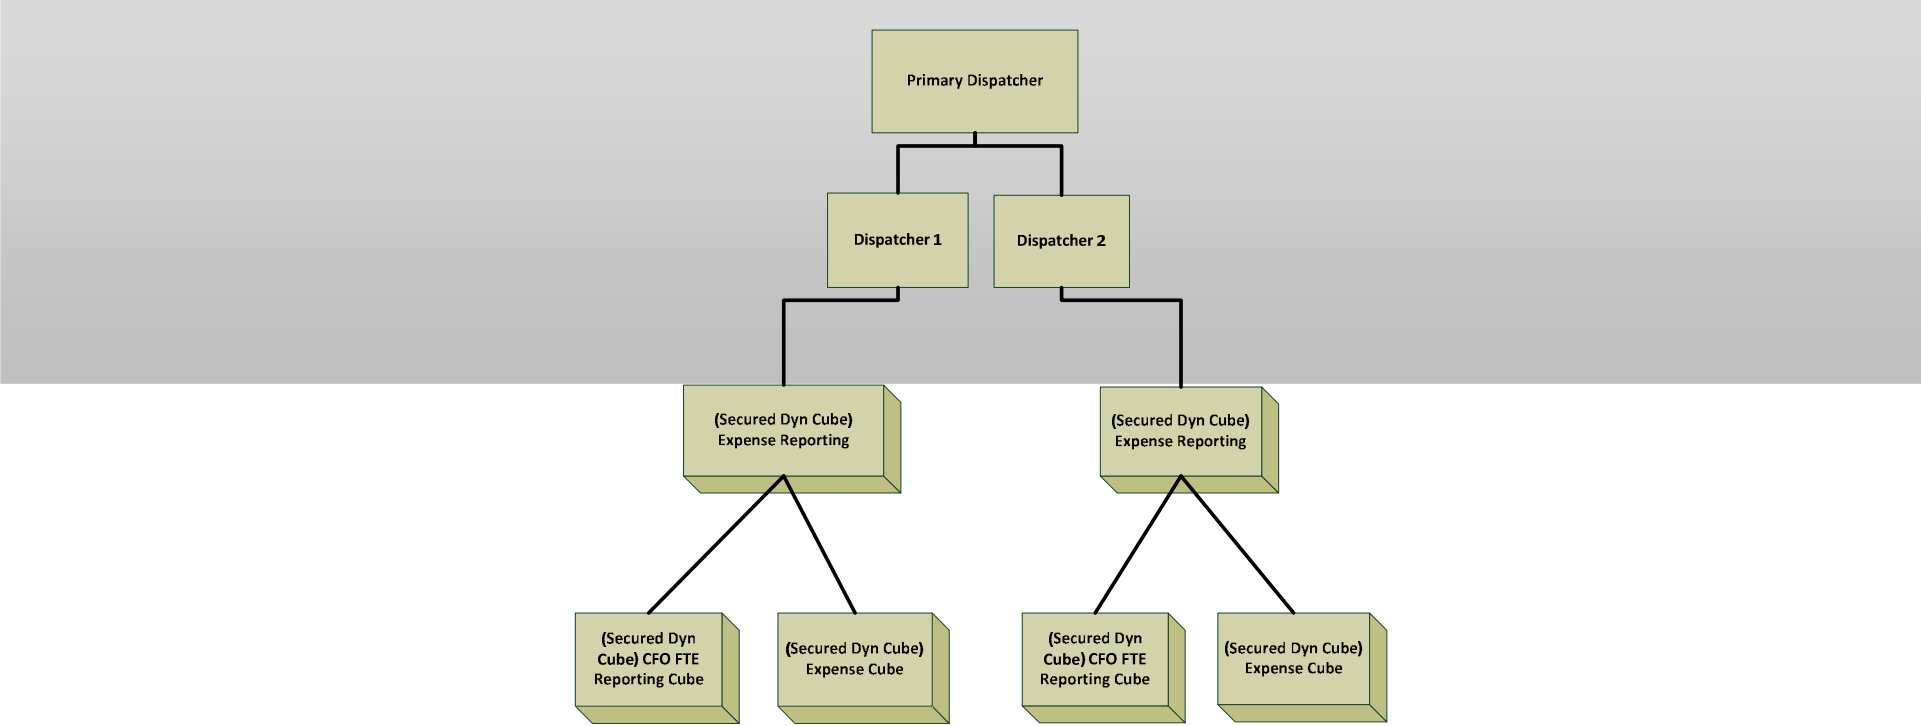 Primary Dispatcher
Dispatcher 1
Dispatcher 2
(Secured Dyn Cube)
Expense Reporting
(Secured Dyn Cube)
Expense Reporting
(Secured Dyn
Cube) CFO FTE
Reporting Cube
(Secured Dyn Cube)
Expense Cube
(Secured Dyn
Cube) CFO FTE
Reporting Cube
(Secured Dyn Cube)
Expense Cube